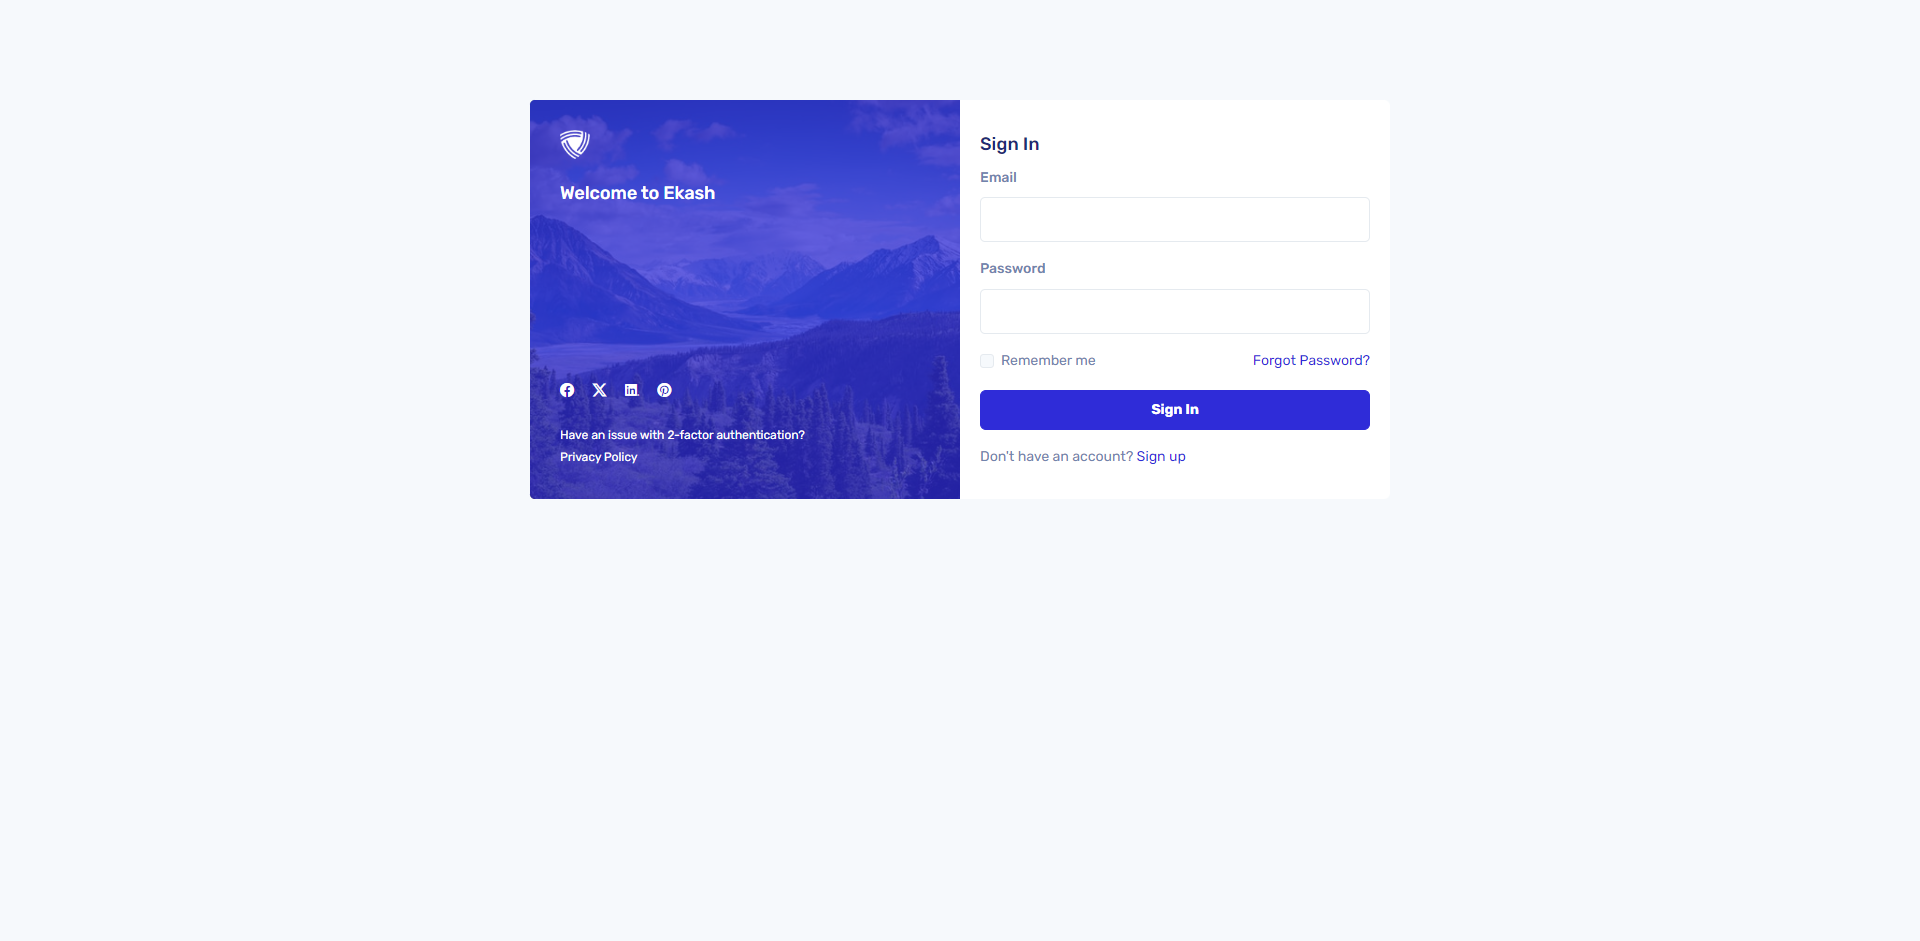 Welcome to Ekash
Have an issue with 2-factor authentication?
Privacy Policy
Sign In
Email
Password
Remember me
Forgot Password?
Sign In
Don't have an account? Sign up